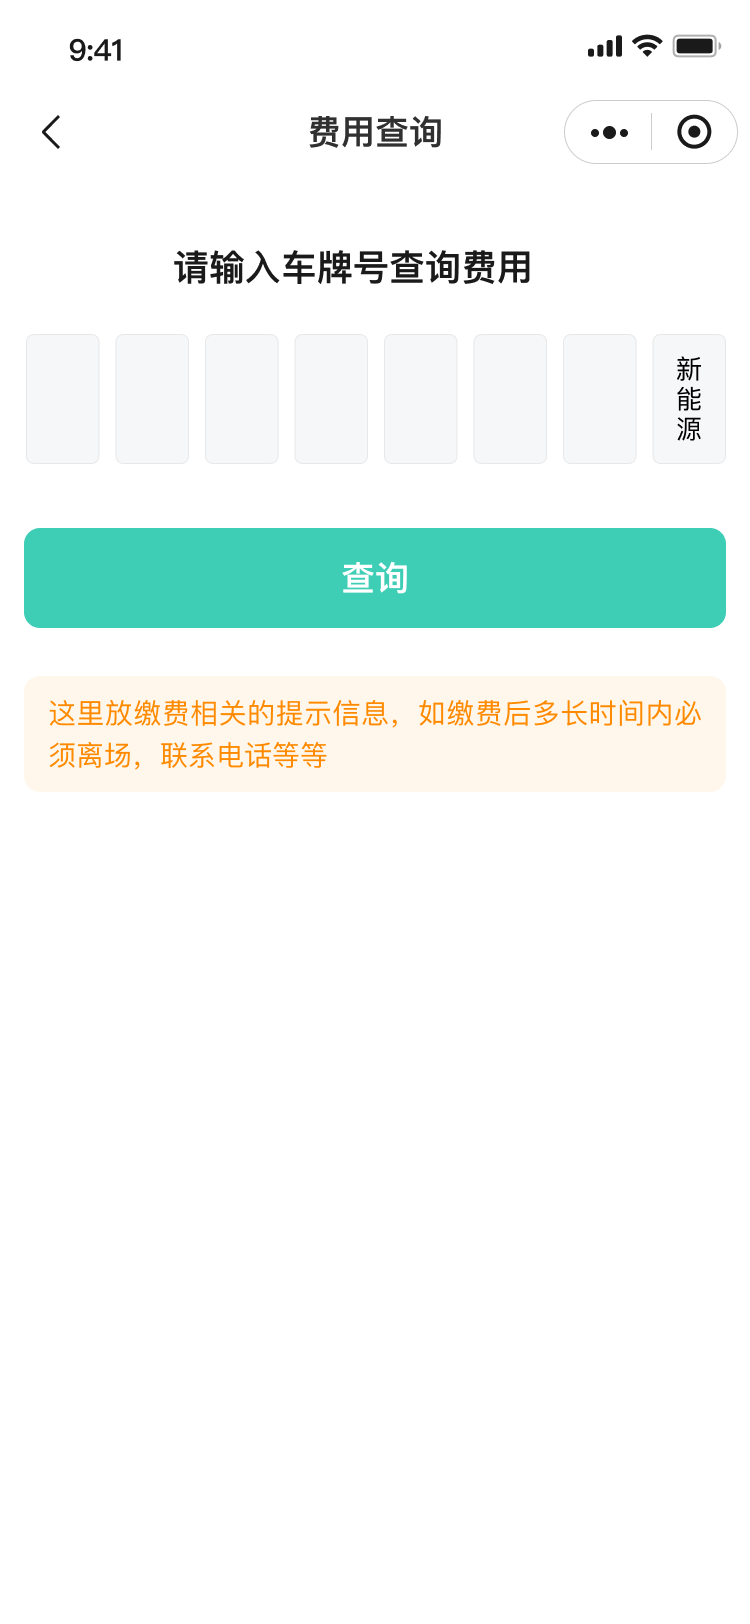 9:41
费用查询
请输入车牌号查询费用
新
能
源
查询
这里放缴费相关的提示信息，如缴费后多长时间内必
须离场，联系电话等等